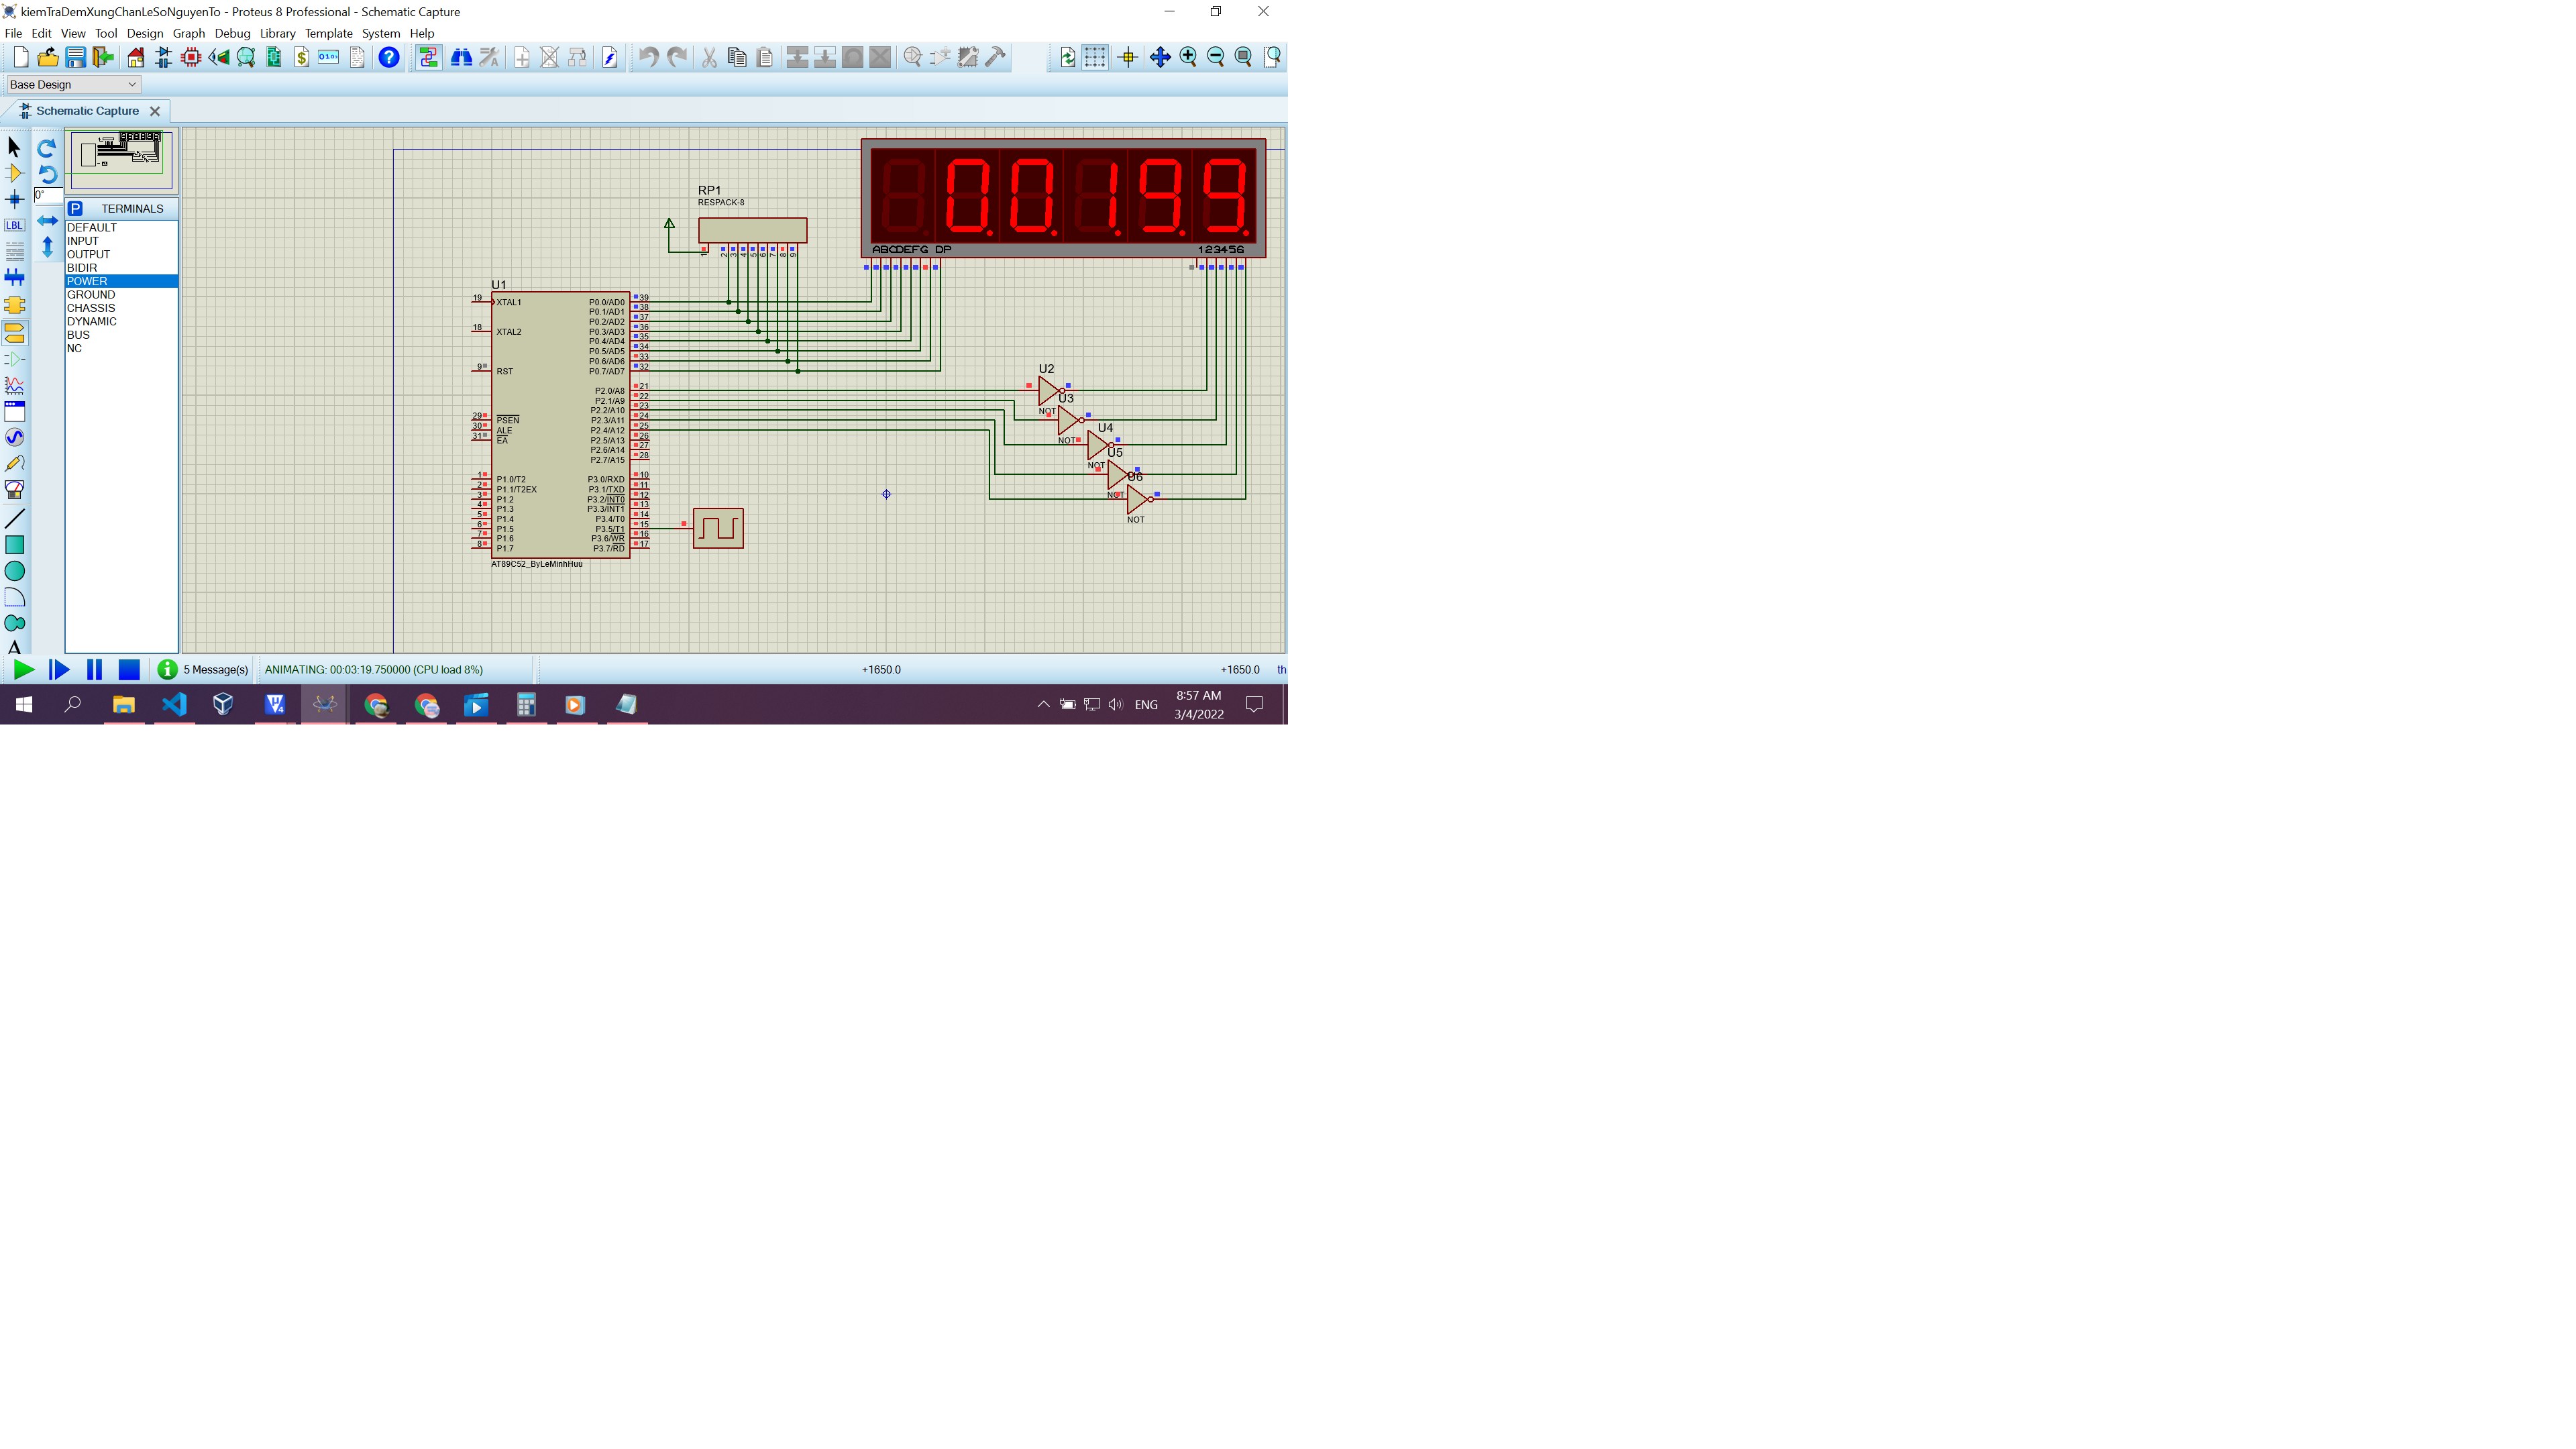 kiemTraDemXungChanLeSoNguyenTo - Proteus 8 Professional - Schematic Capture
File Edit View Tool Design Graph Debug Library Template System Help
Base Design
Schematic Capture
0°
P TERMINALS
DEFAULT
INPUT
OUTPUT
BIDIR
POWER
GROUND
CHASSIS
DYNAMIC
BUS
NC
LBL
A
RP1
RESPACK-8
1 2 3 4 5 6 7 8 9
00199
ABCDEFG DP
123456
U1
19 XTAL1
18 XTAL2
9 RST
29 PSEN
30 ALE
31 EA
1 P1.0/T2
2 P1.1/T2EX
3 P1.2
4 P1.3
5 P1.4
6 P1.5
7 P1.6
8 P1.7
P0.0/AD0 39
P0.1/AD1 38
P0.2/AD2 37
P0.3/AD3 36
P0.4/AD4 35
P0.5/AD5 34
P0.6/AD6 33
P0.7/AD7 32
P2.0/A8 21
P2.1/A9 22
P2.2/A10 23
P2.3/A11 24
P2.4/A12 25
P2.5/A13 26
P2.6/A14 27
P2.7/A15 28
P3.0/RXD 10
P3.1/TXD 11
P3.2/INT0 12
P3.3/INT1 13
P3.4/T0 14
P3.5/T1 15
P3.6/WR 16
P3.7/RD 17
AT89C52_ByLeMinhHuu
U2
NOT
U3
NOT
U4
NOT
U5
NOT
U6
NOT
5 Message(s)
ANIMATING: 00:03:19.750000 (CPU load 8%)
+1650.0
+1650.0
th
ENG
8:57 AM
3/4/2022